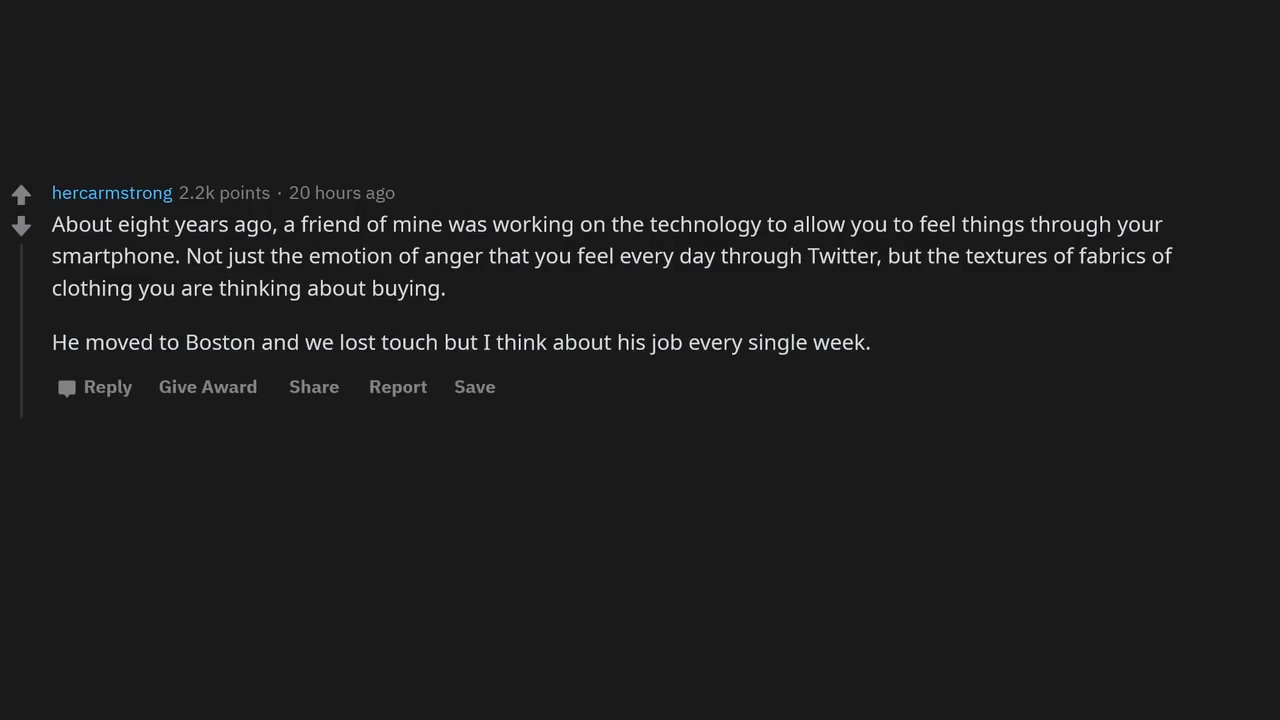 hercarmstrong 2.2k points · 20 hours ago
About eight years ago, a friend of mine was working on the technology to allow you to feel things through your
smartphone. Not just the emotion of anger that you feel every day through Twitter, but the textures of fabrics of
clothing you are thinking about buying.
He moved to Boston and we lost touch but I think about his job every single week.
Reply Give Award Share Report Save